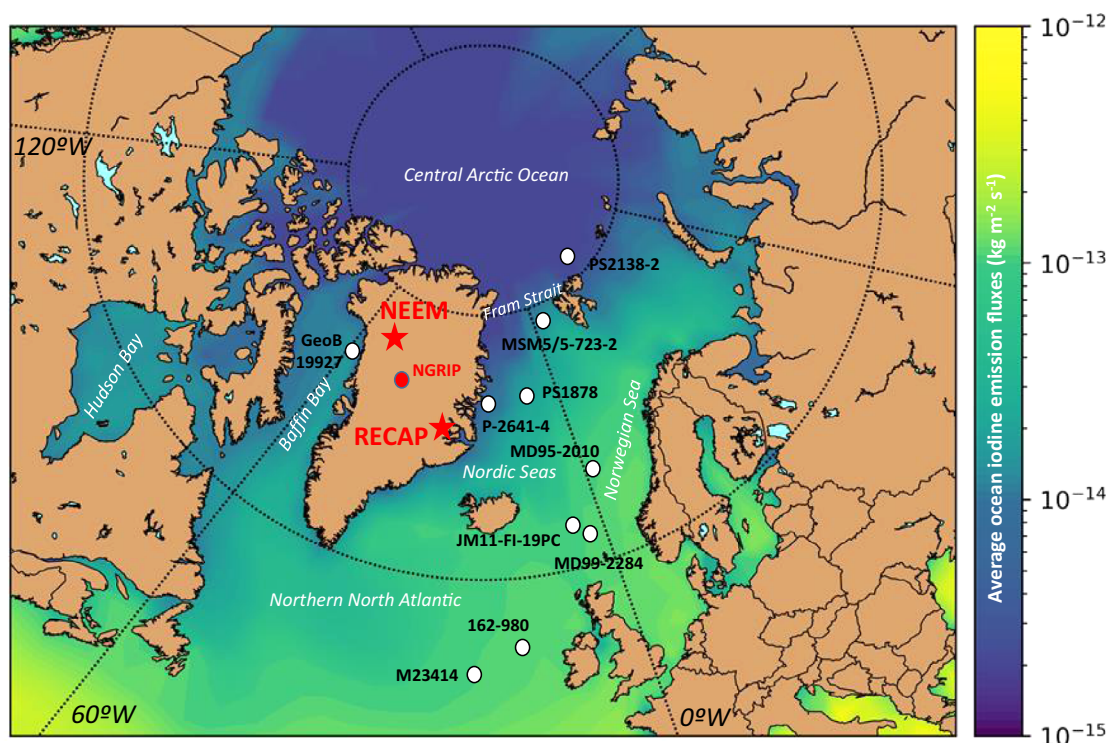 120ºW
Central Arctic Ocean
PS2138-2
Fram Strait
NEEM
MSM5/5-723-2
GeoB
19927
NGRIP
Hudson Bay
Baffin Bay
PS1878
P-2641-4
RECAP
MD95-2010
Norwegian Sea
Nordic Seas
JM11-FI-19PC
MD99-2284
Northern North Atlantic
162-980
M23414
60ºW
0ºW
10⁻¹²
10⁻¹³
10⁻¹⁴
10⁻¹⁵
Average ocean iodine emission fluxes (kg m⁻² s⁻¹)